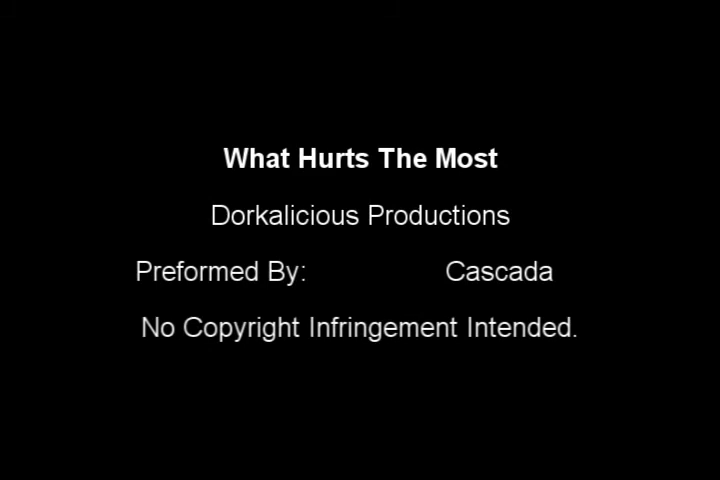 What Hurts The Most
Dorkalicious Productions
Preformed By: Cascada
No Copyright Infringement Intended.